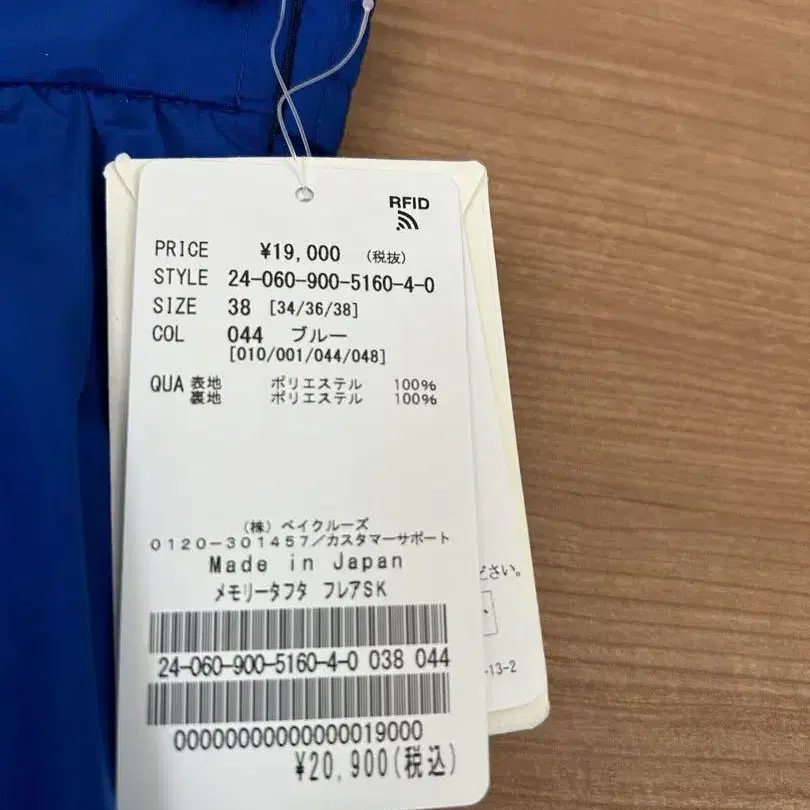 RFID
PRICE ¥19,000 (税抜)
STYLE 24-060-900-5160-4-0
SIZE 38 [34/36/38]
COL 044 ブルー
[010/001/044/048]
QUA 表地 ポリエステル 100%
裏地 ポリエステル 100%
(株) ベイクルーズ
0120-301457/カスタマーサポート
Made in Japan
メモリータフタ フレアSK
24-060-900-5160-4-0 038 044
00000000000000019000
¥20,900(税込)
ださい。
-13-2